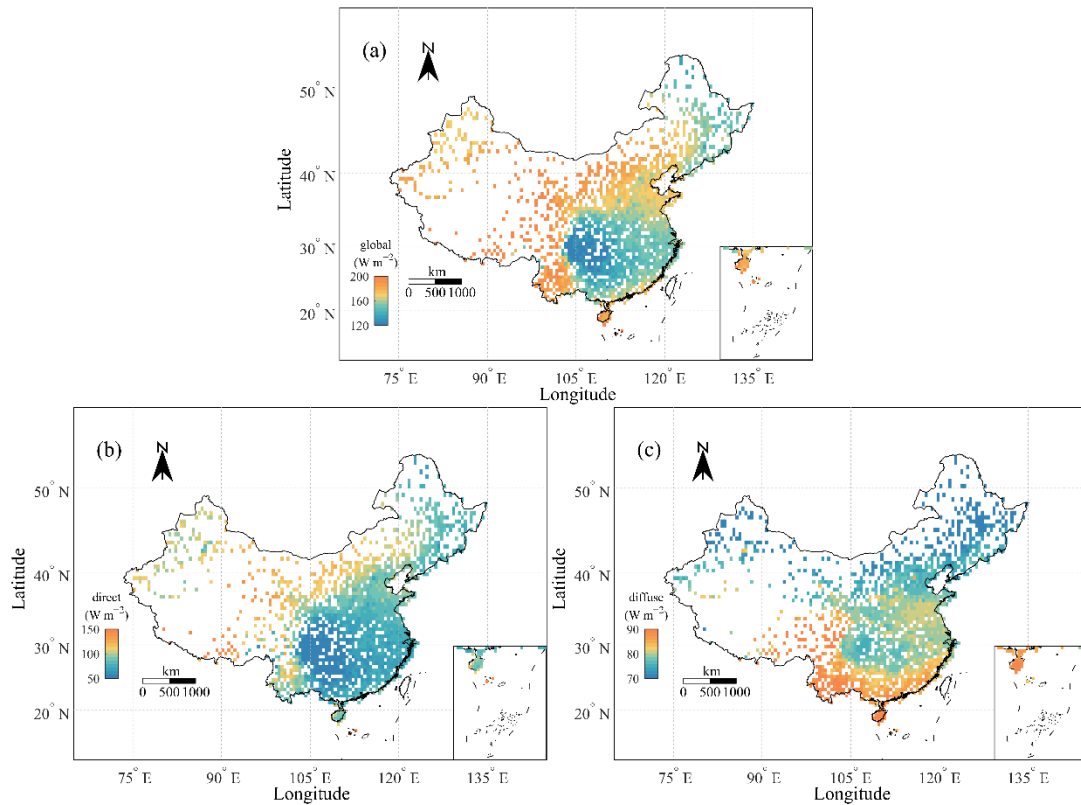 (a)
N
50° N
40° N
30° N
20° N
Latitude
global
(W m⁻²)
200
160
120
km
0 500 1000
75° E 90° E 105° E 120° E 135° E
Longitude
(b)
N
50° N
40° N
30° N
20° N
Latitude
direct
(W m⁻²)
150
100
50
km
0 500 1000
75° E 90° E 105° E 120° E 135° E
Longitude
(c)
N
50° N
40° N
30° N
20° N
Latitude
diffuse
(W m⁻²)
90
80
70
km
0 500 1000
75° E 90° E 105° E 120° E 135° E
Longitude